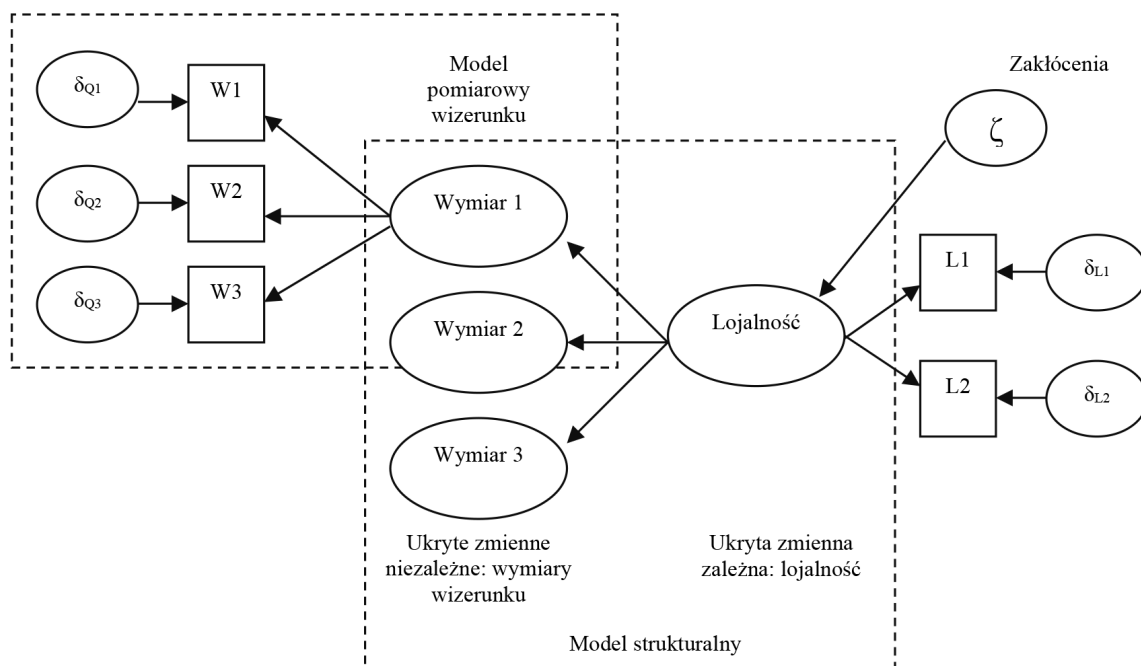 δQ1
W1
Model
pomiarowy
wizerunku
Zakłócenia
ζ
δQ2
W2
Wymiar 1
δQ3
W3
L1
δL1
Wymiar 2
Lojalność
L2
δL2
Wymiar 3
Ukryte zmienne
niezależne: wymiary
wizerunku
Ukryta zmienna
zależna: lojalność
Model strukturalny